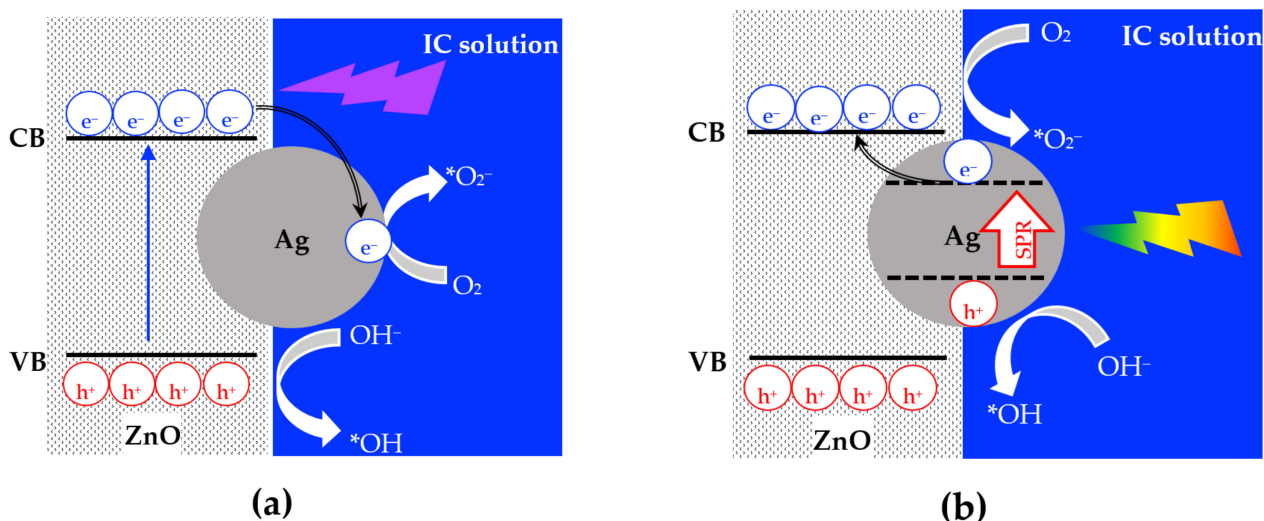 IC solution
e⁻ e⁻ e⁻ e⁻
CB
*O₂⁻
Ag
e⁻
O₂
OH⁻
VB
h⁺ h⁺ h⁺ h⁺
ZnO
*OH
(a)
O₂
IC solution
e⁻ e⁻ e⁻ e⁻
CB
*O₂⁻
e⁻
Ag
SPR
h⁺
VB
OH⁻
h⁺ h⁺ h⁺ h⁺
*OH
ZnO
(b)